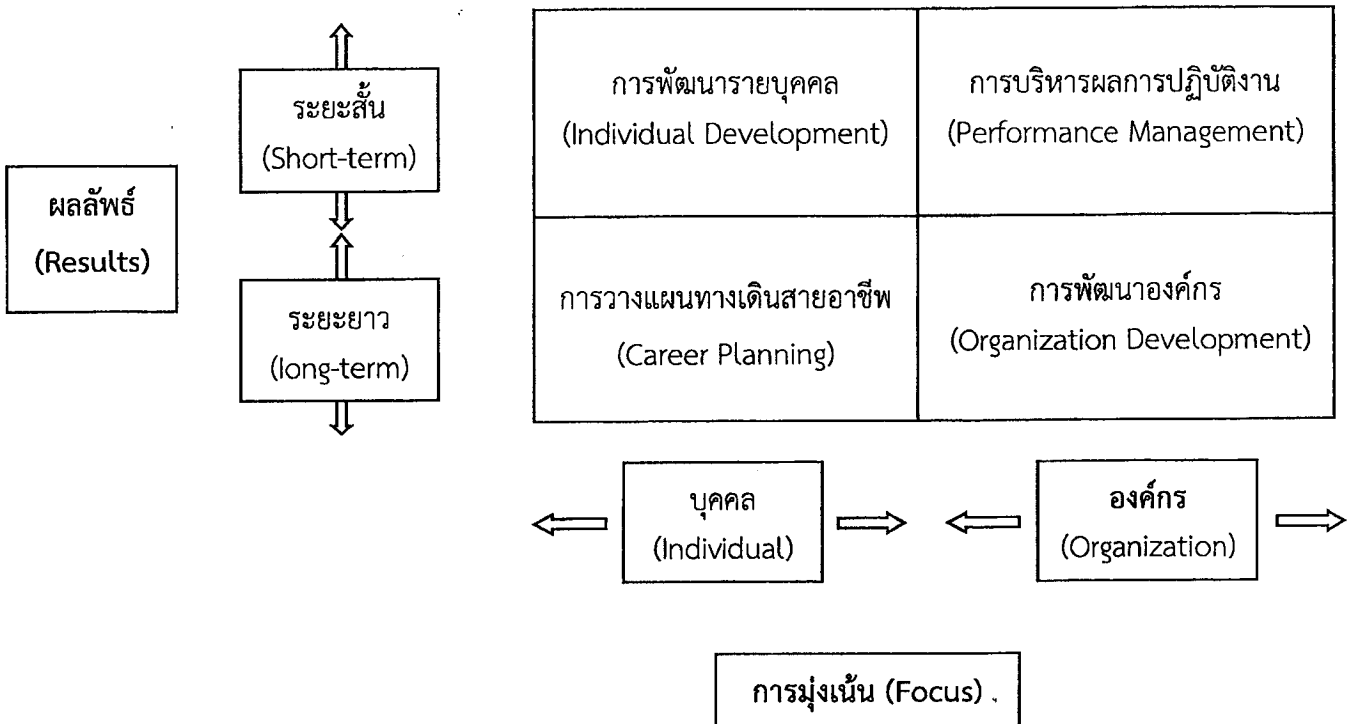 ผลลัพธ์
(Results)
ระยะสั้น
(Short-term)
ระยะยาว
(long-term)
การพัฒนารายบุคคล
(Individual Development)
การบริหารผลการปฏิบัติงาน
(Performance Management)
การวางแผนทางเดินสายอาชีพ
(Career Planning)
การพัฒนาองค์กร
(Organization Development)
บุคคล
(Individual)
องค์กร
(Organization)
การมุ่งเน้น (Focus)